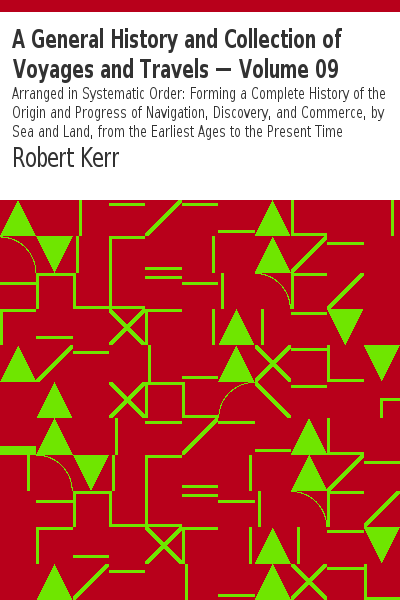 A General History and Collection of
Voyages and Travels — Volume 09
Arranged in Systematic Order: Forming a Complete History of the
Origin and Progress of Navigation, Discovery, and Commerce, by
Sea and Land, from the Earliest Ages to the Present Time
Robert Kerr